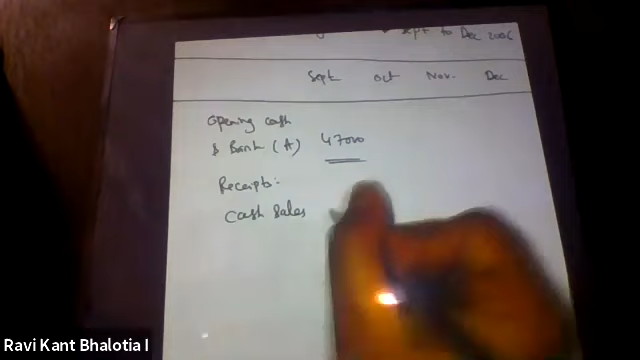 Sept to Dec 2006
Sept Oct Nov. Dec
Opening cash
& Bank (A) 47000
Receipts:
Cash Sales
Ravi Kant Bhalotia I